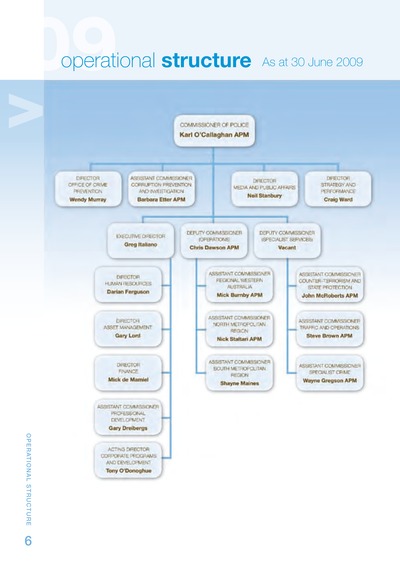 09
operational structure As at 30 June 2009
COMMISSIONER OF POLICE
Karl O'Callaghan APM
DIRECTOR
OFFICE OF CRIME
PREVENTION
Wendy Murray
ASSISTANT COMMISSIONER
CORRUPTION PREVENTION
AND INVESTIGATION
Barbara Etter APM
DIRECTOR
MEDIA AND PUBLIC AFFAIRS
Neil Stanbury
DIRECTOR
STRATEGY AND
PERFORMANCE
Craig Ward
EXECUTIVE DIRECTOR
Greg Italiano
DEPUTY COMMISSIONER
(OPERATIONS)
Chris Dawson APM
DEPUTY COMMISSIONER
(SPECIALIST SERVICES)
Vacant
DIRECTOR
HUMAN RESOURCES
Darian Ferguson
ASSISTANT COMMISSIONER
REGIONAL WESTERN
AUSTRALIA
Mick Burnby APM
ASSISTANT COMMISSIONER
COUNTER-TERRORISM AND
STATE PROTECTION
John McRoberts APM
DIRECTOR
ASSET MANAGEMENT
Gary Lord
ASSISTANT COMMISSIONER
NORTH METROPOLITAN
REGION
Nick Staltari APM
ASSISTANT COMMISSIONER
TRAFFIC AND OPERATIONS
Steve Brown APM
DIRECTOR
FINANCE
Mick de Mamiel
ASSISTANT COMMISSIONER
SOUTH METROPOLITAN
REGION
Shayne Maines
ASSISTANT COMMISSIONER
SPECIALIST CRIME
Wayne Gregson APM
ASSISTANT COMMISSIONER
PROFESSIONAL
DEVELOPMENT
Gary Dreibergs
ACTING DIRECTOR
CORPORATE PROGRAMS
AND DEVELOPMENT
Tony O'Donoghue
OPERATIONAL STRUCTURE
6